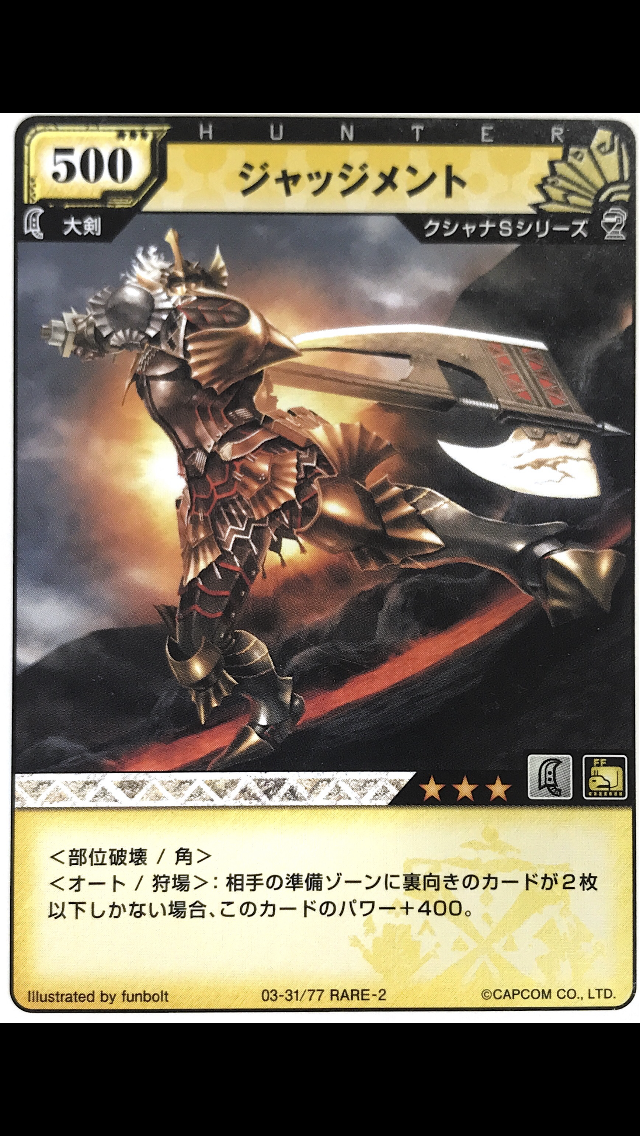 HUNTER
500
ジャッジメント
大剣
クシャナSシリーズ
FF
<部位破壊 / 角>
<オート / 狩場>：相手の準備ゾーンに裏向きのカードが２枚
以下しかない場合、このカードのパワー＋400。
Illustrated by funbolt
03-31/77 RARE-2
©CAPCOM CO., LTD.